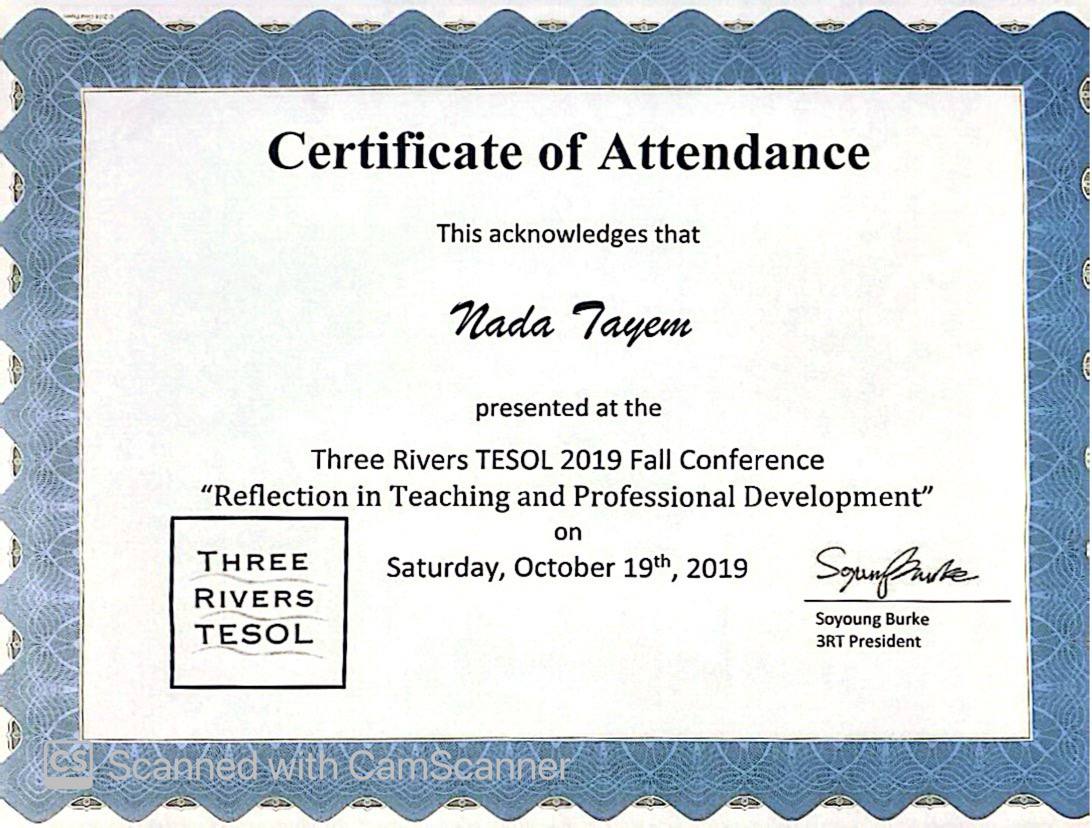 Certificate of Attendance
This acknowledges that
Nada Tayem
presented at the
Three Rivers TESOL 2019 Fall Conference
“Reflection in Teaching and Professional Development”
on
Saturday, October 19th, 2019
THREE
RIVERS
TESOL
Soyoung Burke
Soyoung Burke
3RT President
CS Scanned with CamScanner